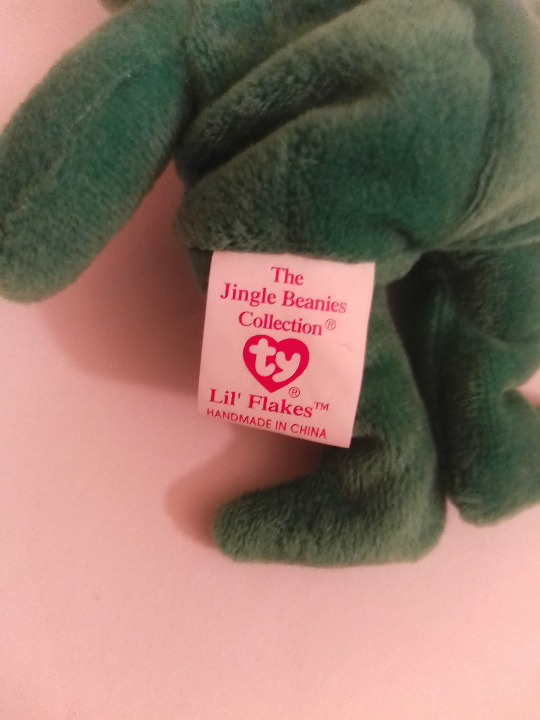 The
Jingle Beanies
Collection®
ty®
Lil' Flakes™
HANDMADE IN CHINA